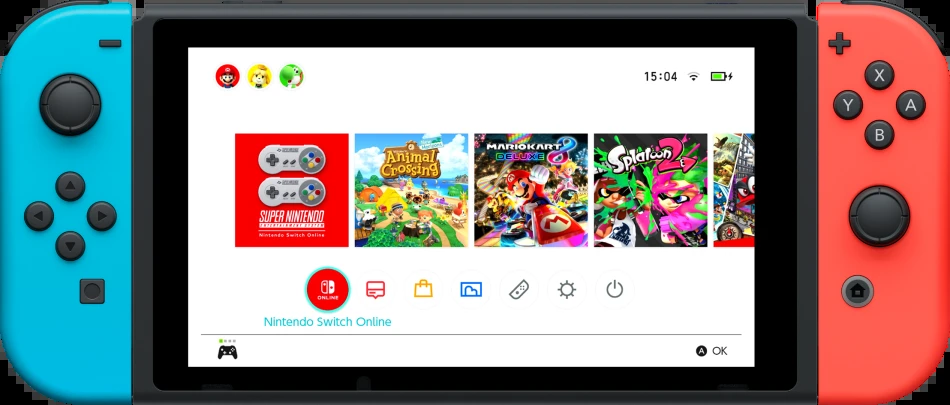 15:04
SUPER NINTENDO
ENTERTAINMENT SYSTEM
Nintendo Switch Online
Animal
Crossing
MARIOKART 8
DELUXE
Splatoon 2
ONLINE
Nintendo Switch Online
A OK
X
Y
A
B